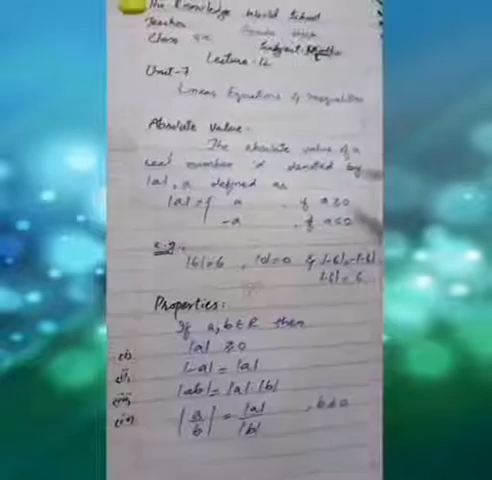 The Knowledge World School
Teacher
Class 9th Subject Maths
Lecture-12
Unit-7
Linear Equations & Inequalities
Absolute Value:
The absolute value of a
real number 'a' denoted by
|a|, a defined as
|a| = { a , if a ≥ 0
-a , if a < 0
e.g:-
|6| = 6 , |0| = 0 & |-6| = -(-6)
|-6| = 6
Properties:
If a, b ∈ R then
(i) |a| ≥ 0
(ii) |-a| = |a|
(iii) |ab| = |a| |b|
(iv) |a/b| = |a|/|b| , b ≠ 0